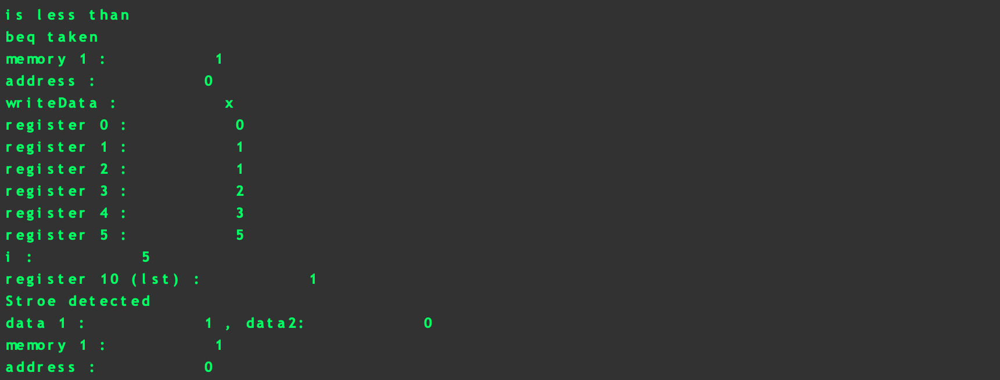 is less than
beq taken
memory 1 :          1
address :          0
writeData :          x
register 0 :          0
register 1 :          1
register 2 :          1
register 3 :          2
register 4 :          3
register 5 :          5
i :          5
register 10 (lst) :          1
Stroe detected
data 1 :           1 , data2:           0
memory 1 :          1
address :          0